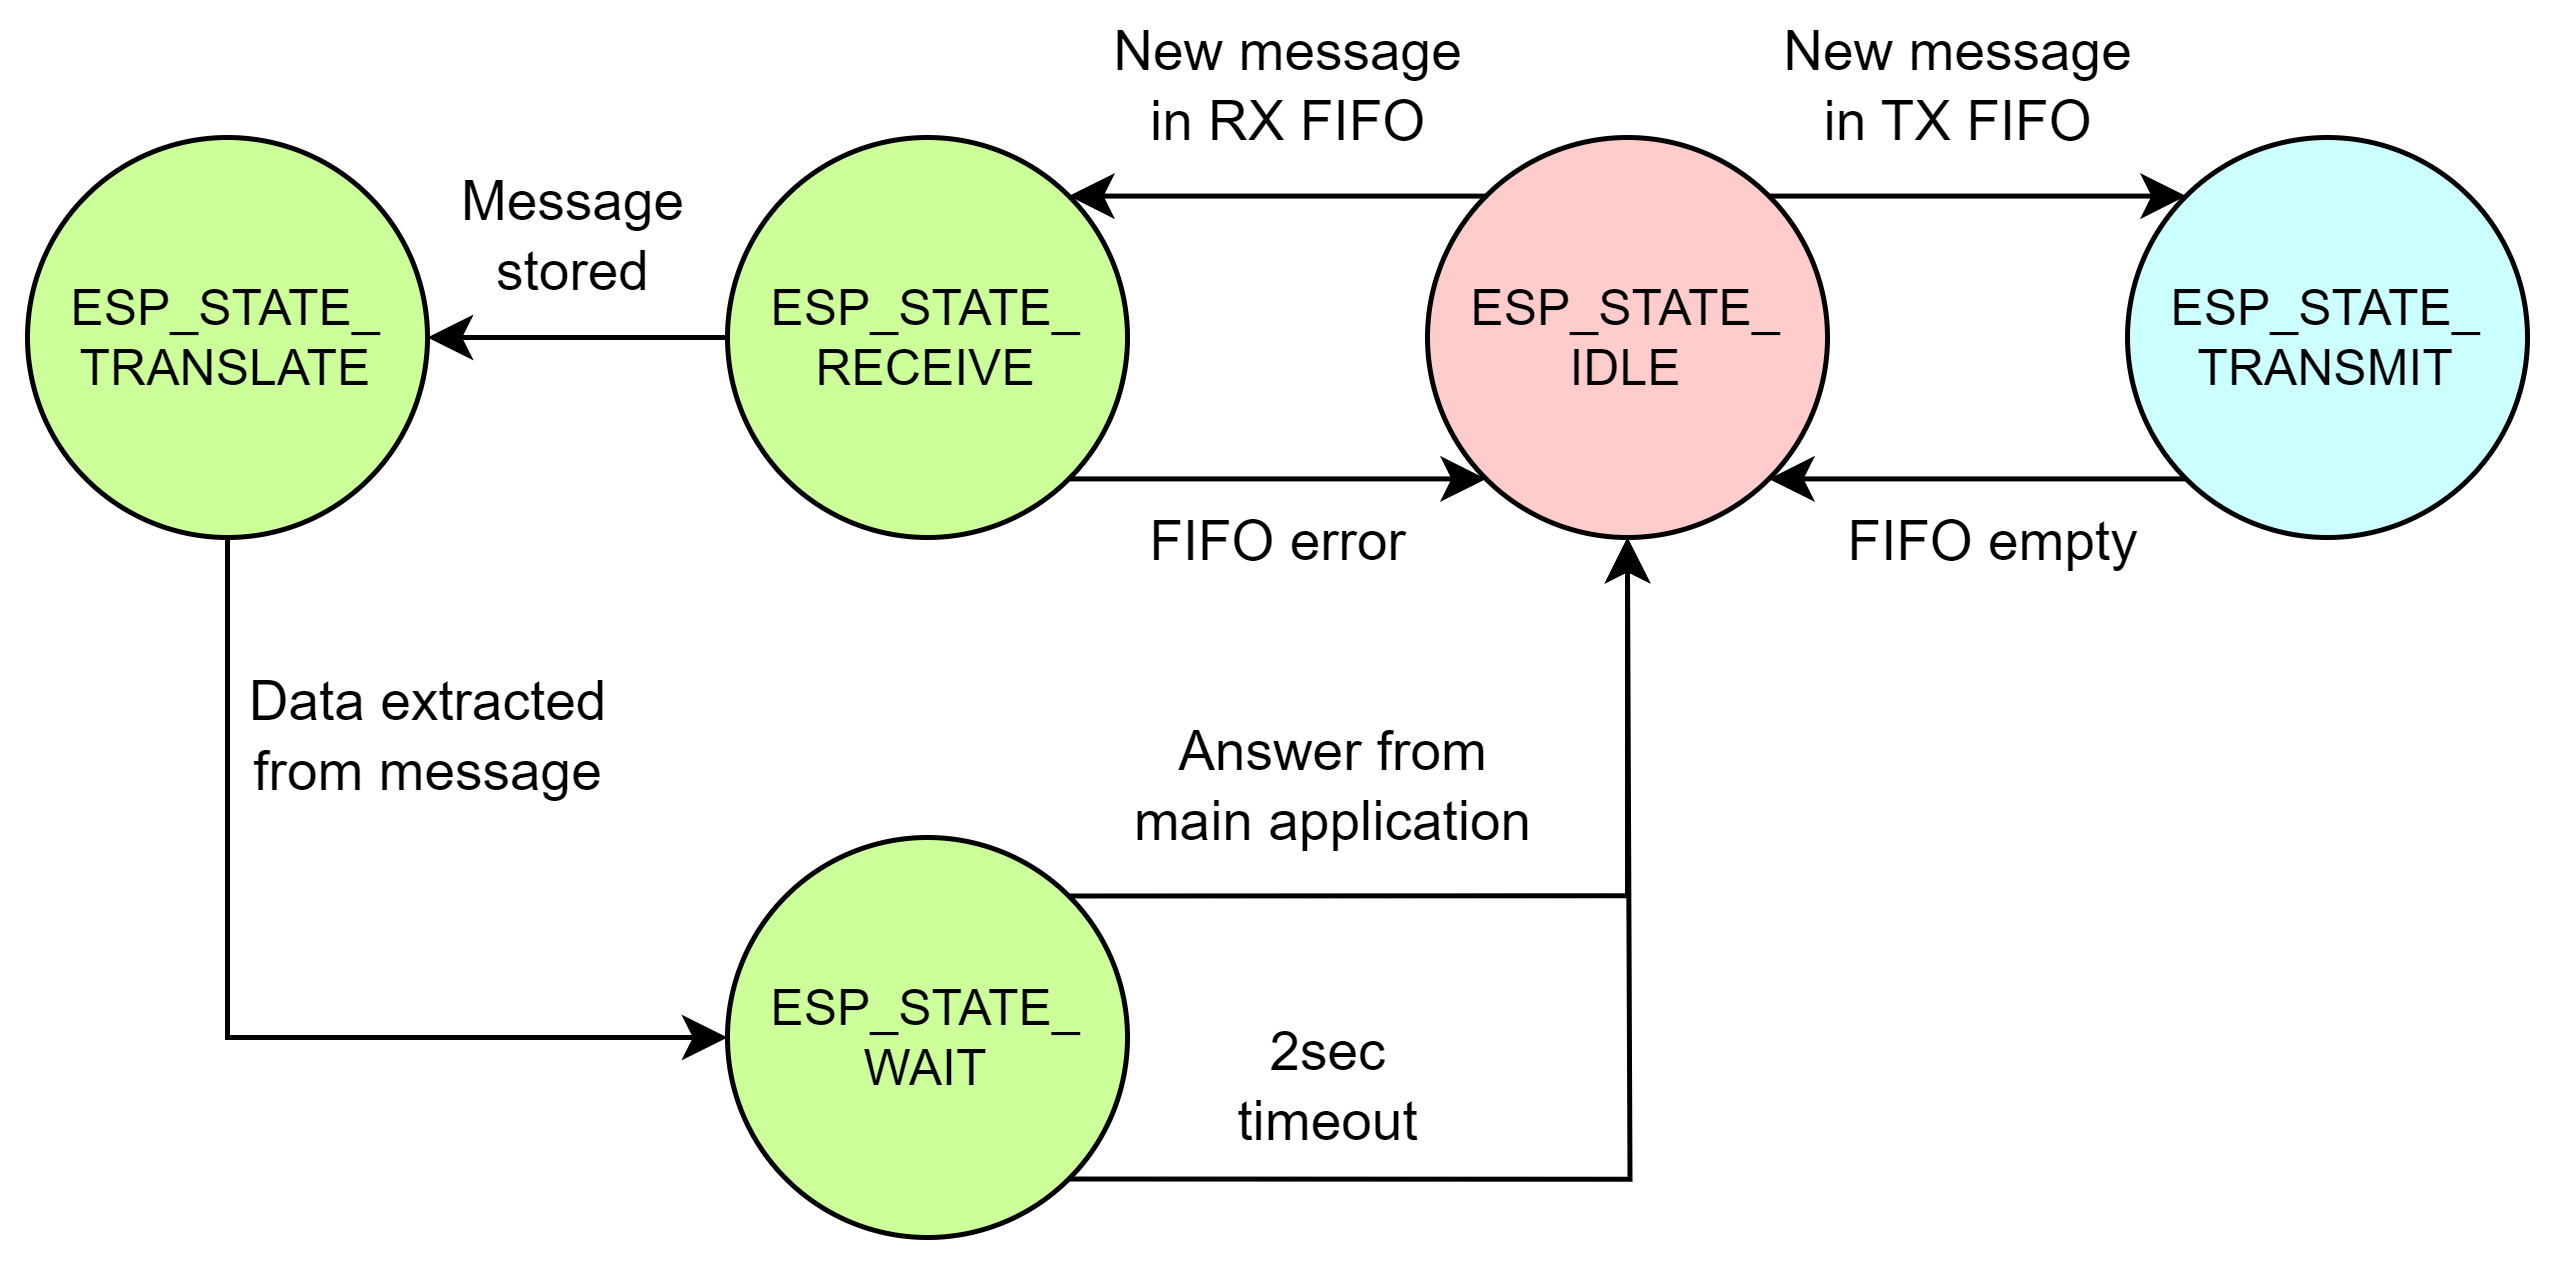 New message
in RX FIFO
New message
in TX FIFO
Message
stored
ESP_STATE_
TRANSLATE
ESP_STATE_
RECEIVE
ESP_STATE_
IDLE
ESP_STATE_
TRANSMIT
FIFO error
FIFO empty
Data extracted
from message
Answer from
main application
ESP_STATE_
WAIT
2sec
timeout